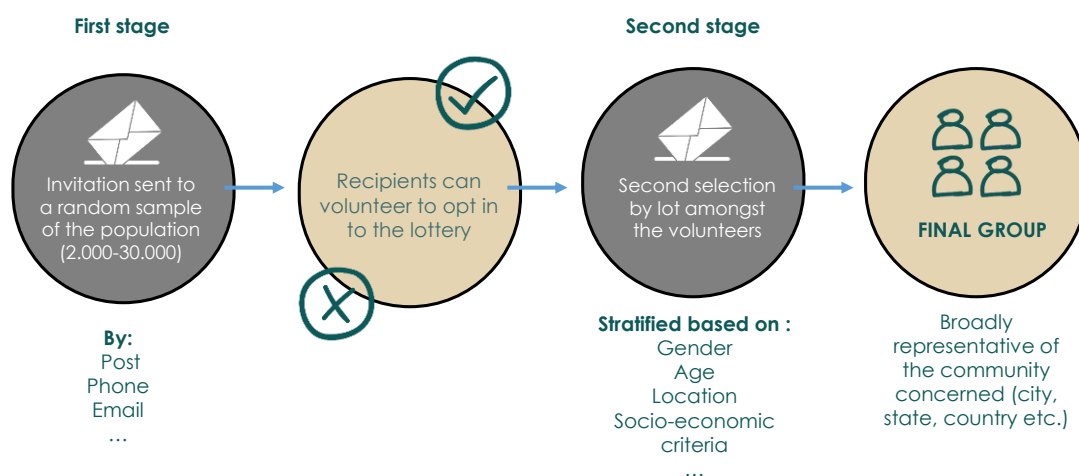 First stage
Second stage
Invitation sent to
a random sample
of the population
(2.000-30.000)
Recipients can
volunteer to opt in
to the lottery
Second selection
by lot amongst
the volunteers
FINAL GROUP
By:
Post
Phone
Email
…
Stratified based on :
Gender
Age
Location
Socio-economic
criteria
…
Broadly
representative of
the community
concerned (city,
state, country etc.)